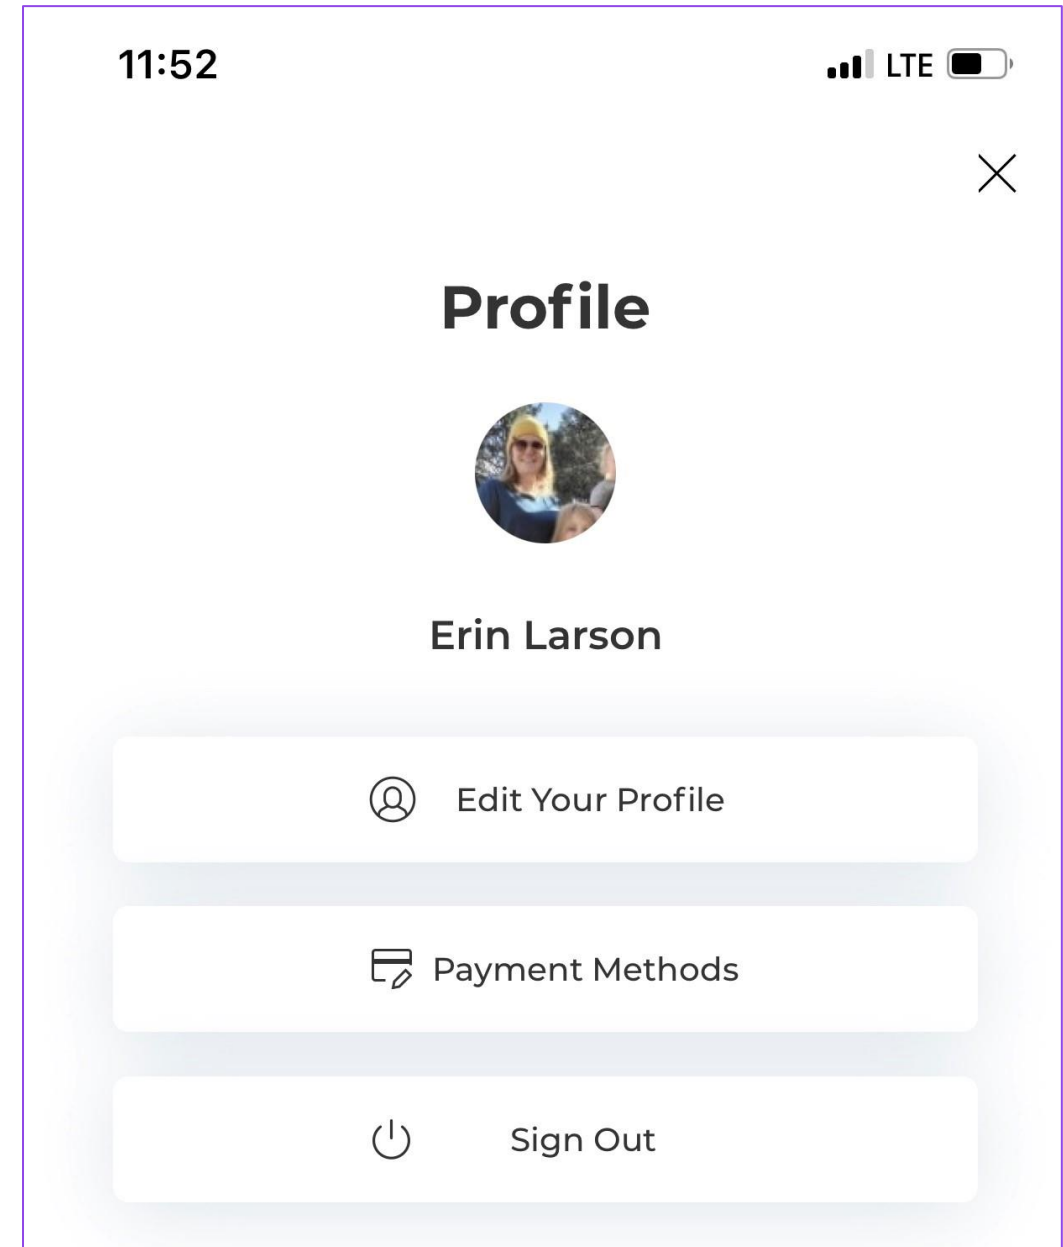 11:52 LTE
Profile
Erin Larson
Edit Your Profile
Payment Methods
Sign Out